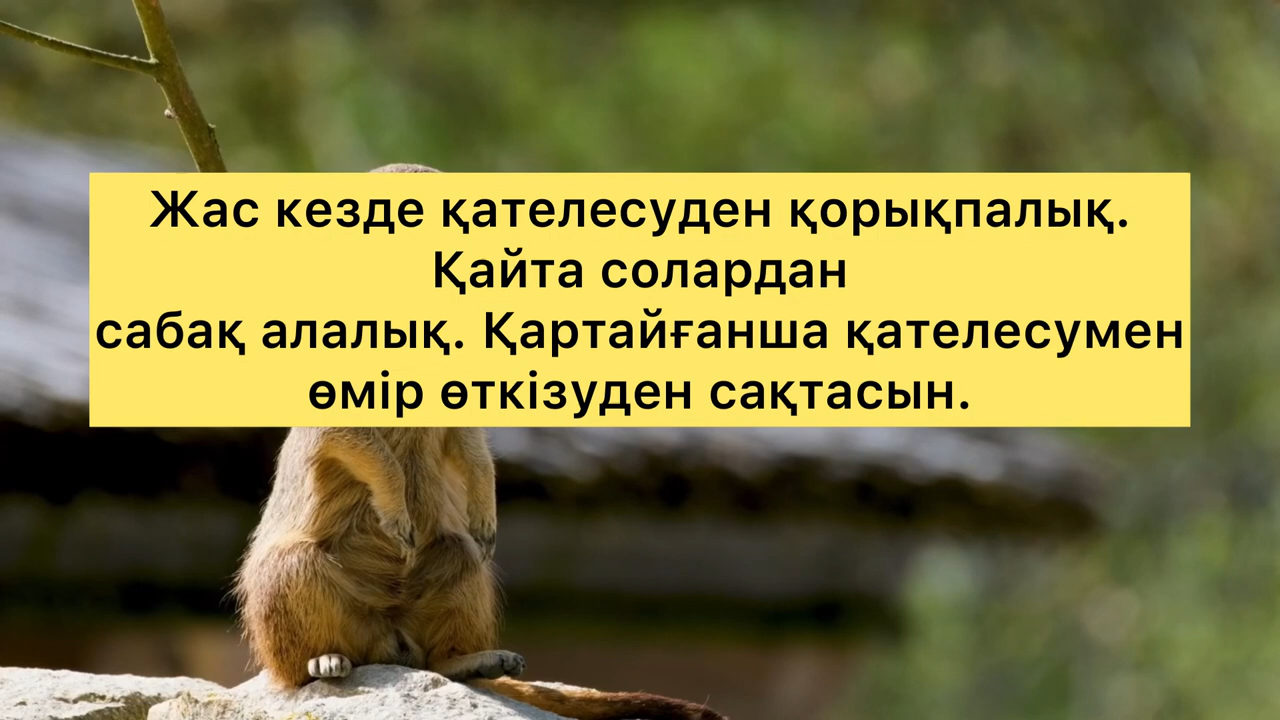 Жас кезде қателесуден қорықпалық.
Қайта солардан
сабақ алалық. Қартайғанша қателесумен
өмір өткізуден сақтасын.